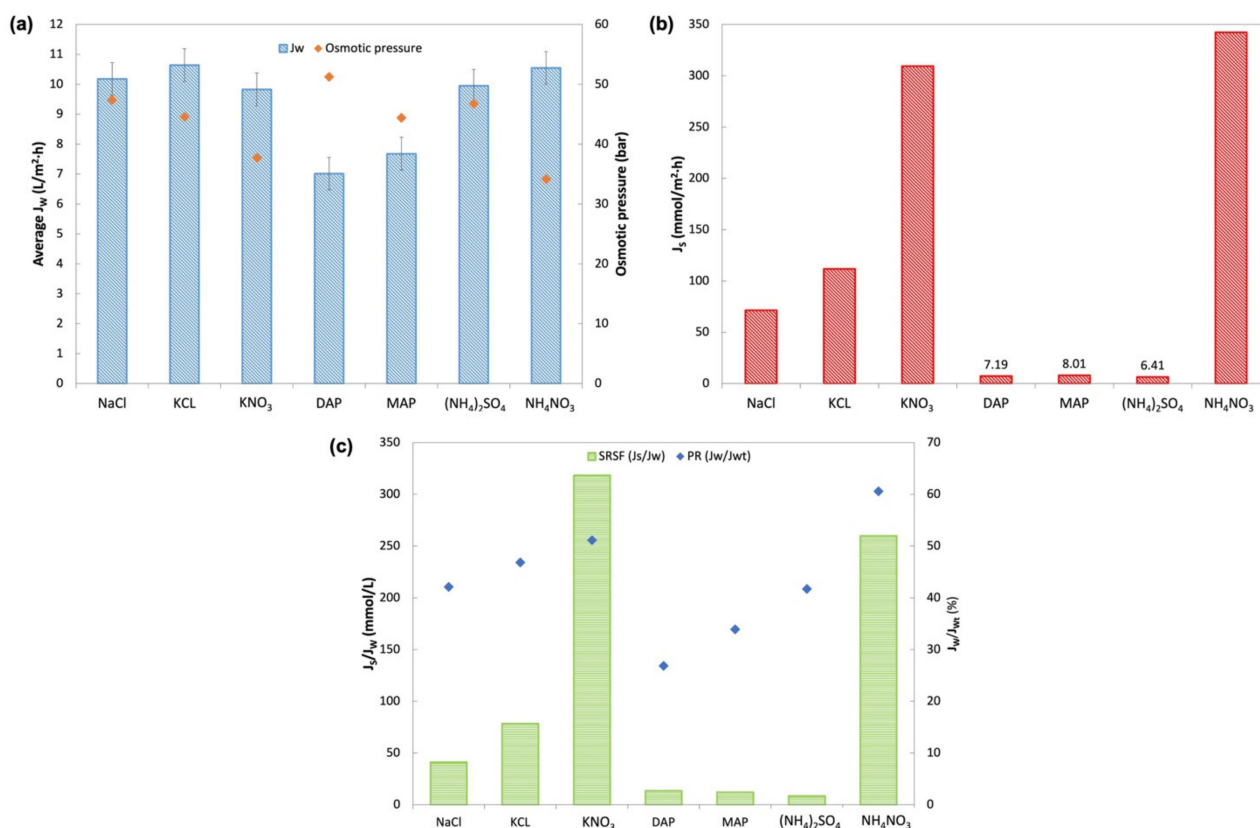 (a)
12
11
10
9
8
7
6
5
4
3
2
1
0
Average J_W (L/m²·h)
Jw
Osmotic pressure
60
50
40
30
20
10
0
Osmotic pressure (bar)
NaCl
KCL
KNO₃
DAP
MAP
(NH₄)₂SO₄
NH₄NO₃
(b)
350
300
250
200
150
100
50
0
J_S (mmol/m²·h)
7.19
8.01
6.41
NaCl
KCL
KNO₃
DAP
MAP
(NH₄)₂SO₄
NH₄NO₃
(c)
350
300
250
200
150
100
50
0
J_S/J_W (mmol/L)
SRSF (Js/Jw)
PR (Jw/Jwt)
70
60
50
40
30
20
10
0
J_W/J_Wt (%)
NaCl
KCL
KNO₃
DAP
MAP
(NH₄)₂SO₄
NH₄NO₃